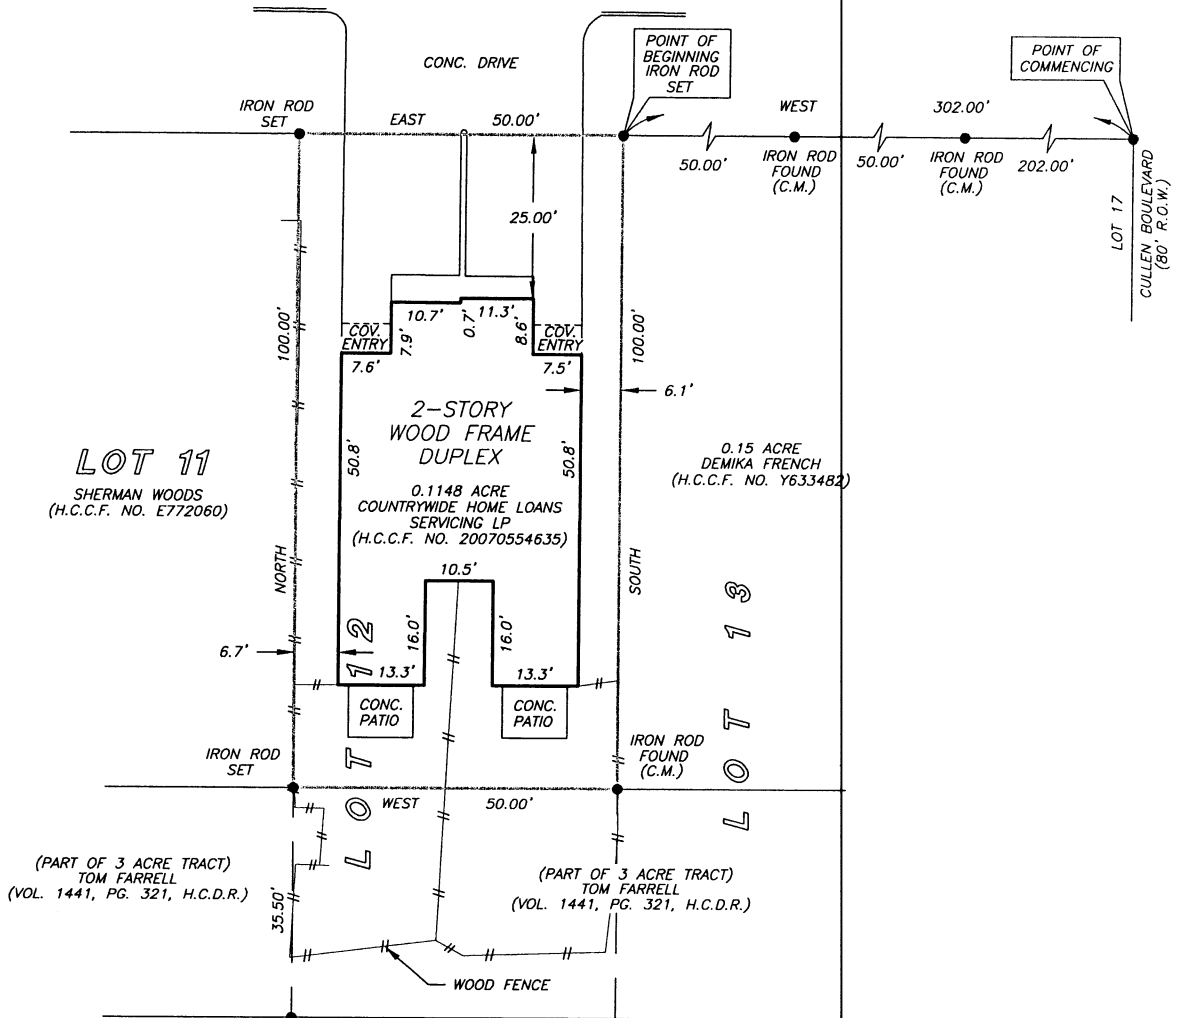 CONC. DRIVE
POINT OF
BEGINNING
IRON ROD
SET
POINT OF
COMMENCING
IRON ROD
SET
EAST
50.00'
WEST
302.00'
50.00'
IRON ROD
FOUND
(C.M.)
50.00'
IRON ROD
FOUND
(C.M.)
202.00'
LOT 17
CULLEN BOULEVARD
(80' R.O.W.)
25.00'
100.00'
10.7'
0.7'
11.3'
COV.
ENTRY
7.9'
8.6'
COV.
ENTRY
100.00'
7.6'
7.5'
6.1'
2-STORY
WOOD FRAME
DUPLEX
50.8'
50.8'
LOT 11
SHERMAN WOODS
(H.C.C.F. NO. E772060)
0.1148 ACRE
COUNTRYWIDE HOME LOANS
SERVICING LP
(H.C.C.F. NO. 20070554635)
0.15 ACRE
DEMIKA FRENCH
(H.C.C.F. NO. Y633482)
NORTH
10.5'
SOUTH
16.0'
16.0'
6.7'
13.3'
13.3'
LOT 12
LOT 13
CONC.
PATIO
CONC.
PATIO
IRON ROD
SET
IRON ROD
FOUND
(C.M.)
WEST
50.00'
(PART OF 3 ACRE TRACT)
TOM FARRELL
(VOL. 1441, PG. 321, H.C.D.R.)
35.50'
(PART OF 3 ACRE TRACT)
TOM FARRELL
(VOL. 1441, PG. 321, H.C.D.R.)
WOOD FENCE